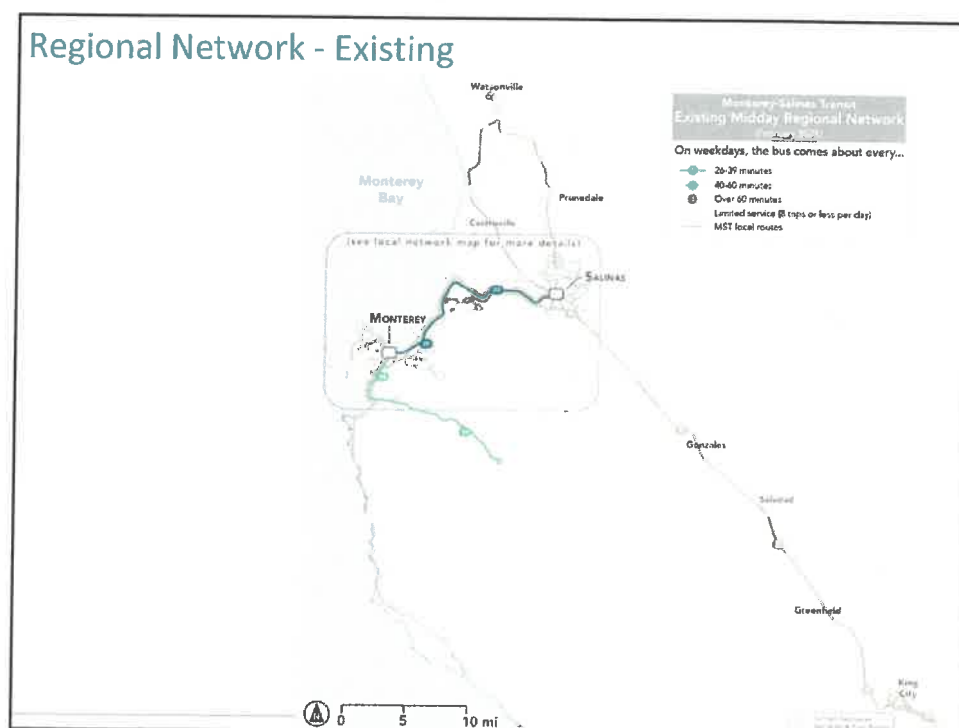 Regional Network - Existing
Watsonville
Monterey-Salinas Transit
Existing Midday Regional Network
On weekdays, the bus comes about every...
26-39 minutes
40-60 minutes
Over 60 minutes
Limited service (8 trips or less per day)
MST local routes
Monterey
Bay
Prunedale
Castroville
(see local network map for more details)
SALINAS
MONTEREY
Gonzales
Soledad
Greenfield
King
City
N
0 5 10 mi